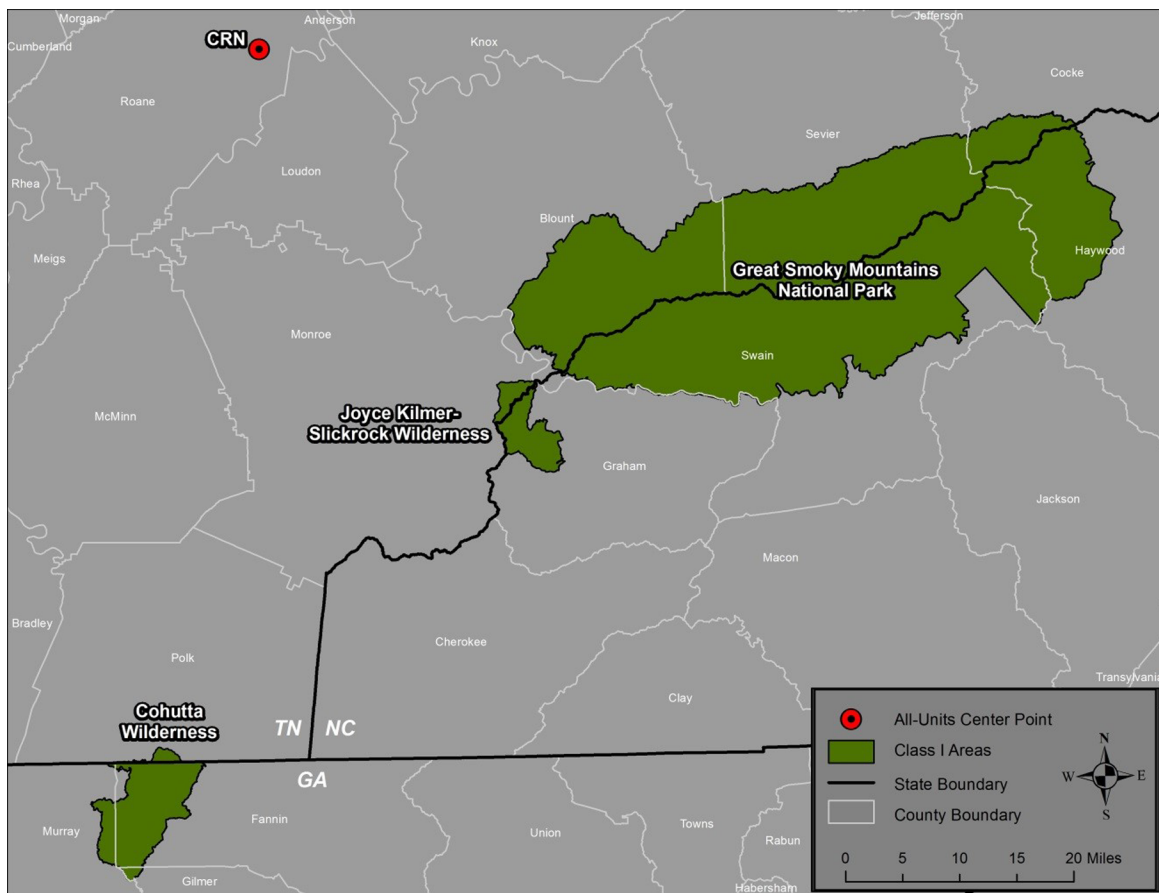 Morgan
Anderson
Jefferson
Cumberland
CRN
Knox
Cocke
Roane
Sevier
Loudon
Rhea
Blount
Meigs
Haywood
Great Smoky Mountains
National Park
Monroe
Swain
McMinn
Joyce Kilmer-
Slickrock Wilderness
Graham
Jackson
Macon
Bradley
Cherokee
Polk
Transylvania
Clay
Cohutta
Wilderness
TN
NC
GA
Murray
Fannin
Union
Towns
Rabun
Gilmer
Habersham
All-Units Center Point
Class I Areas
State Boundary
County Boundary
N
W
E
S
0 5 10 15 20 Miles